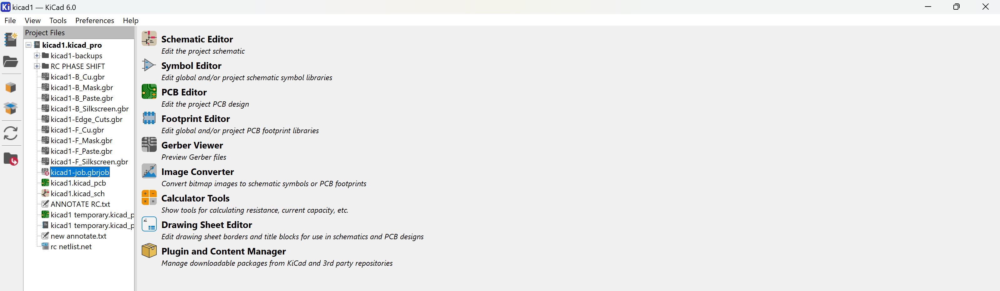 kicad1 — KiCad 6.0
File View Tools Preferences Help
Project Files
kicad1.kicad_pro
kicad1-backups
RC PHASE SHIFT
kicad1-B_Cu.gbr
kicad1-B_Mask.gbr
kicad1-B_Paste.gbr
kicad1-B_Silkscreen.gbr
kicad1-Edge_Cuts.gbr
kicad1-F_Cu.gbr
kicad1-F_Mask.gbr
kicad1-F_Paste.gbr
kicad1-F_Silkscreen.gbr
kicad1-job.gbrjob
kicad1.kicad_pcb
kicad1.kicad_sch
ANNOTATE RC.txt
kicad1 temporary.kicad_p
kicad1 temporary.kicad_p
new annotate.txt
rc netlist.net
Schematic Editor
Edit the project schematic
Symbol Editor
Edit global and/or project schematic symbol libraries
PCB Editor
Edit the project PCB design
Footprint Editor
Edit global and/or project PCB footprint libraries
Gerber Viewer
Preview Gerber files
Image Converter
Convert bitmap images to schematic symbols or PCB footprints
Calculator Tools
Show tools for calculating resistance, current capacity, etc.
Drawing Sheet Editor
Edit drawing sheet borders and title blocks for use in schematics and PCB designs
Plugin and Content Manager
Manage downloadable packages from KiCad and 3rd party repositories